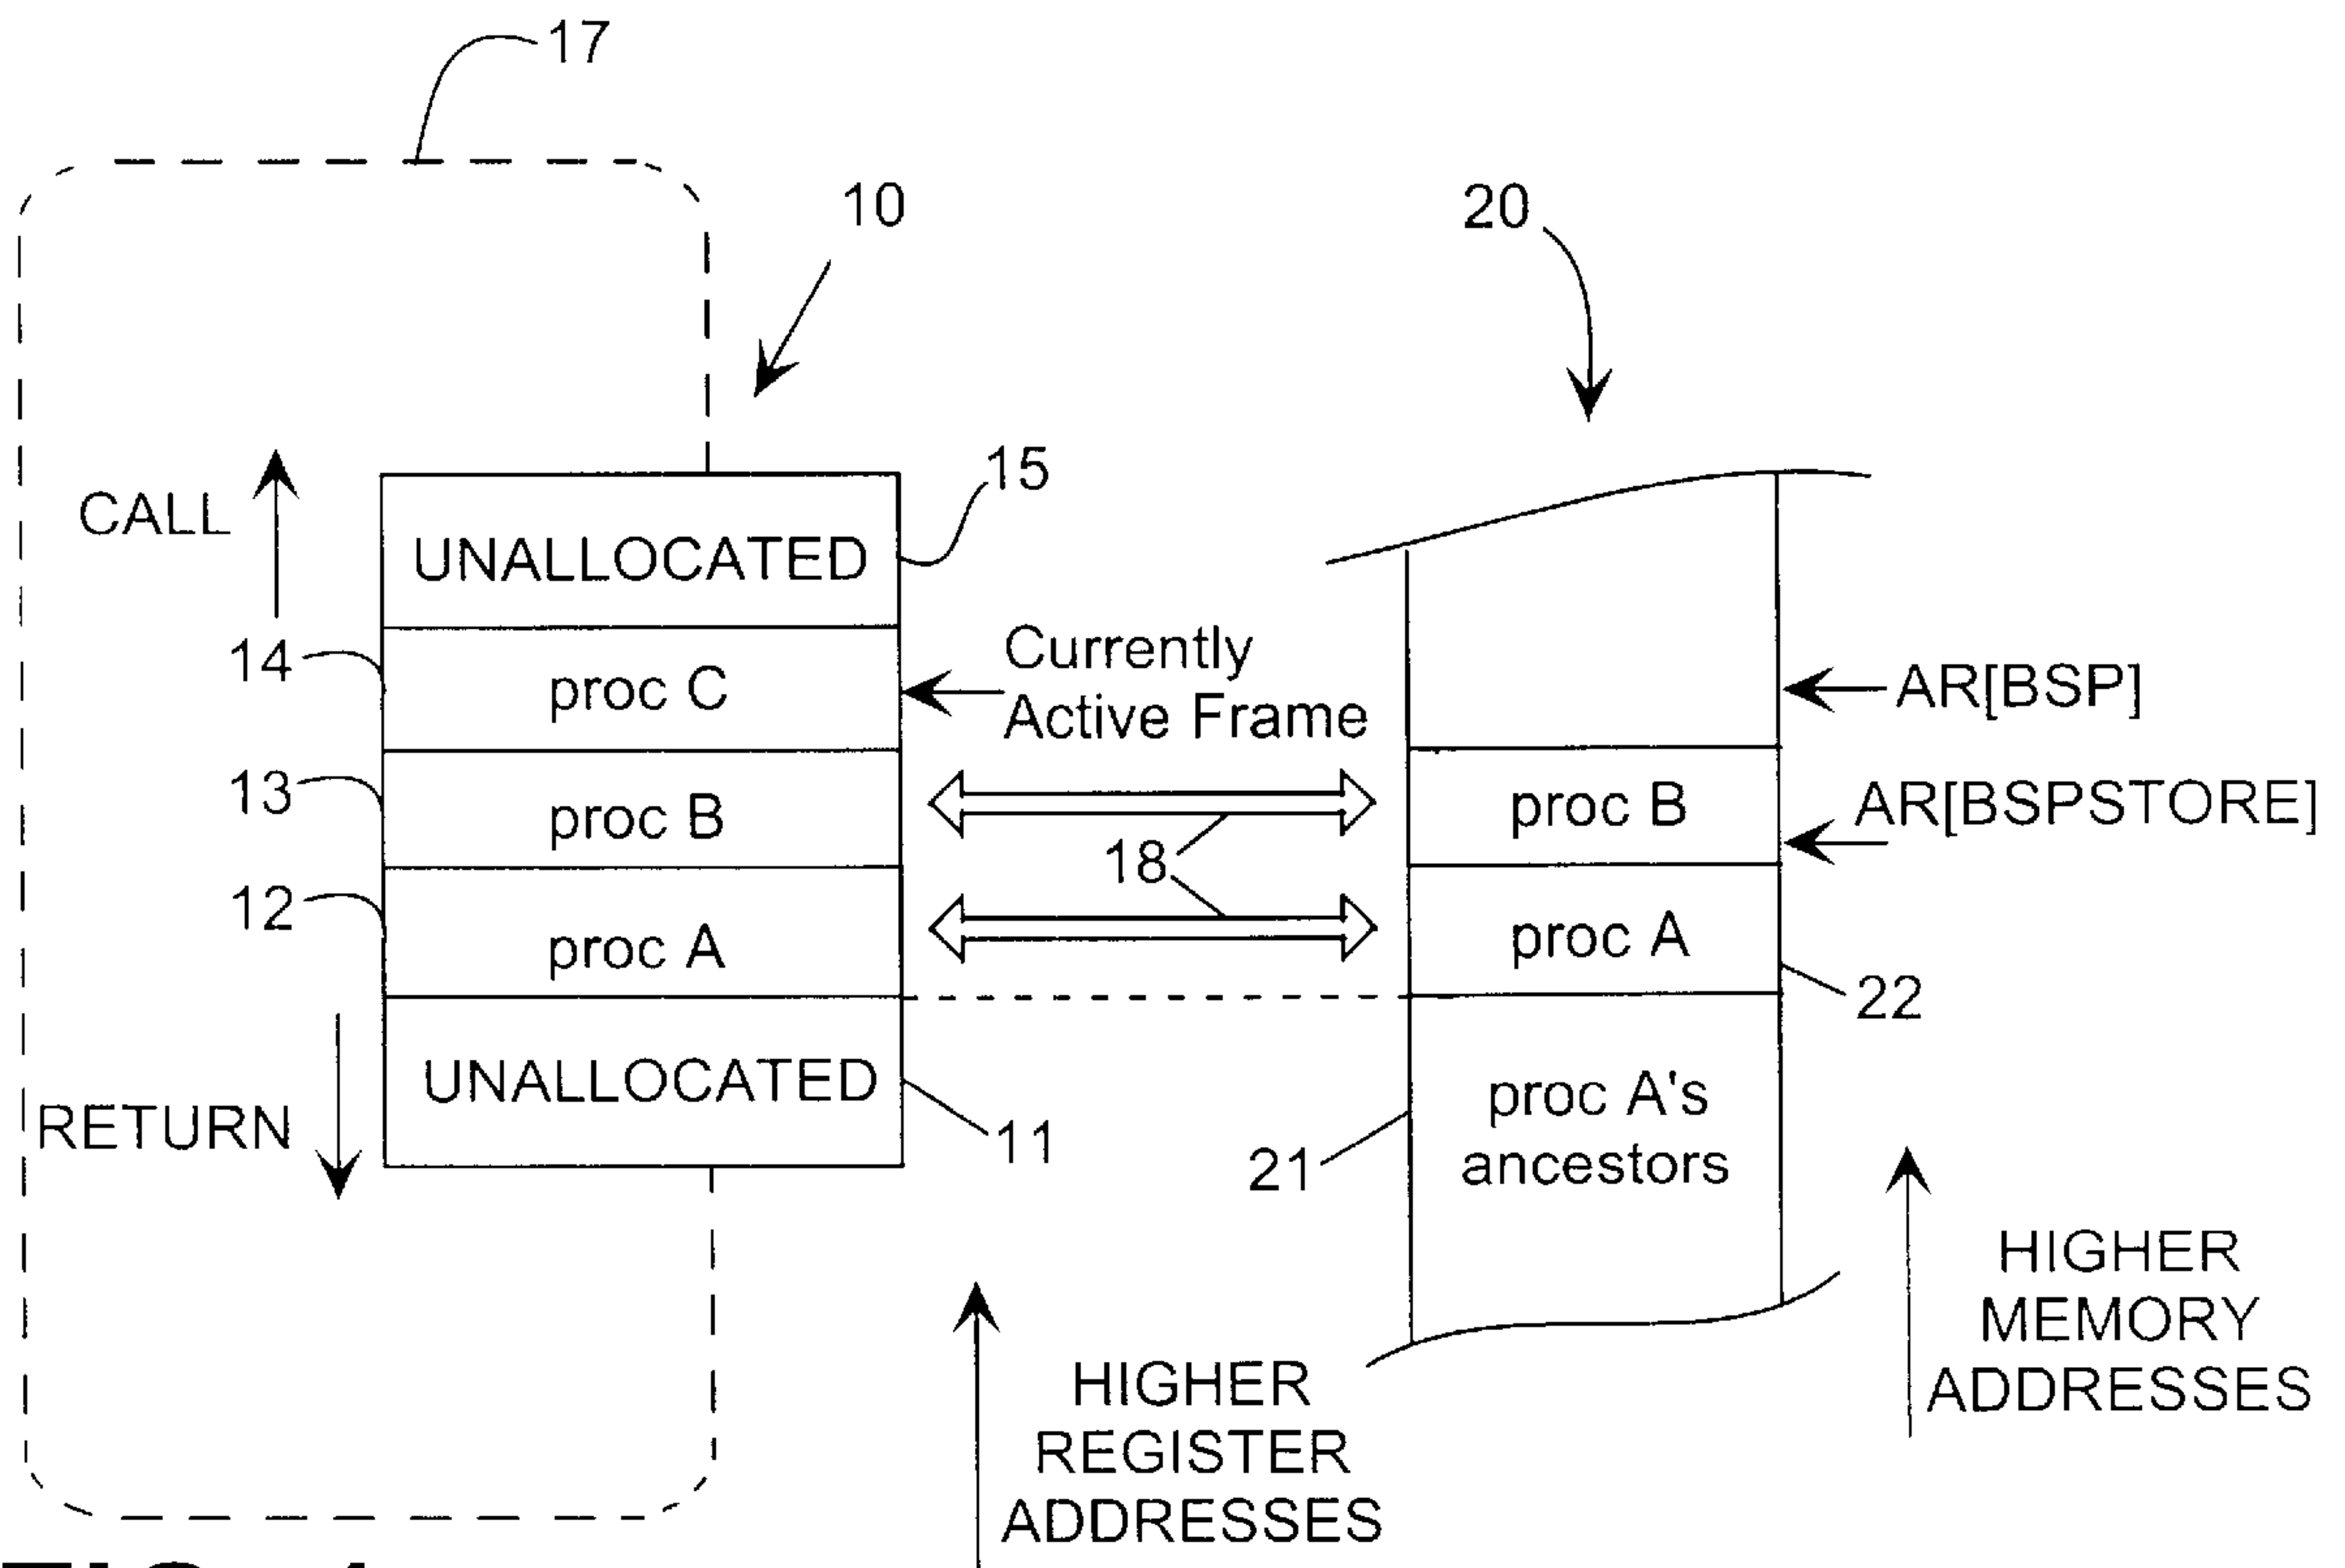 17
10
20
15
CALL
UNALLOCATED
14
proc C
Currently
Active Frame
AR[BSP]
13
proc B
18
proc B
AR[BSPSTORE]
12
proc A
proc A
22
UNALLOCATED
11
RETURN
21
proc A's
ancestors
HIGHER
MEMORY
ADDRESSES
HIGHER
REGISTER
ADDRESSES